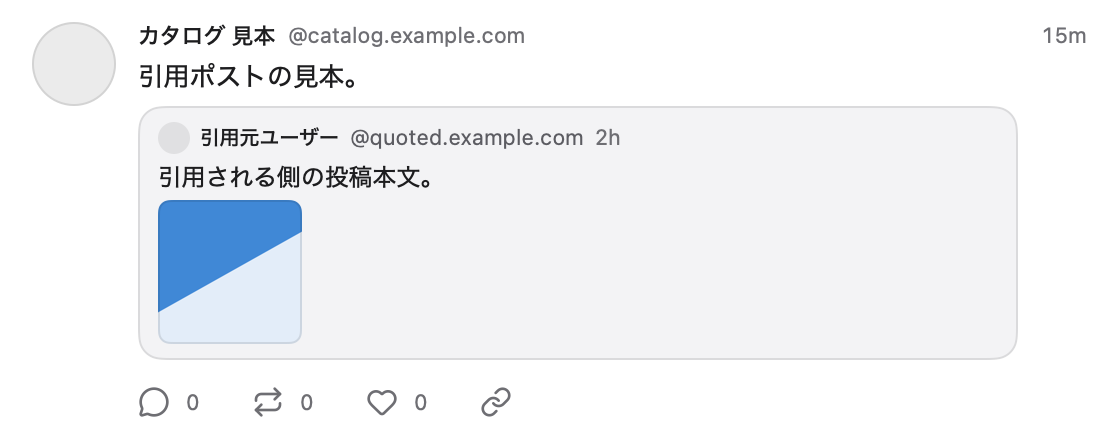 カタログ 見本 @catalog.example.com 15m
引用ポストの見本。
引用元ユーザー @quoted.example.com 2h
引用される側の投稿本文。
0 0 0